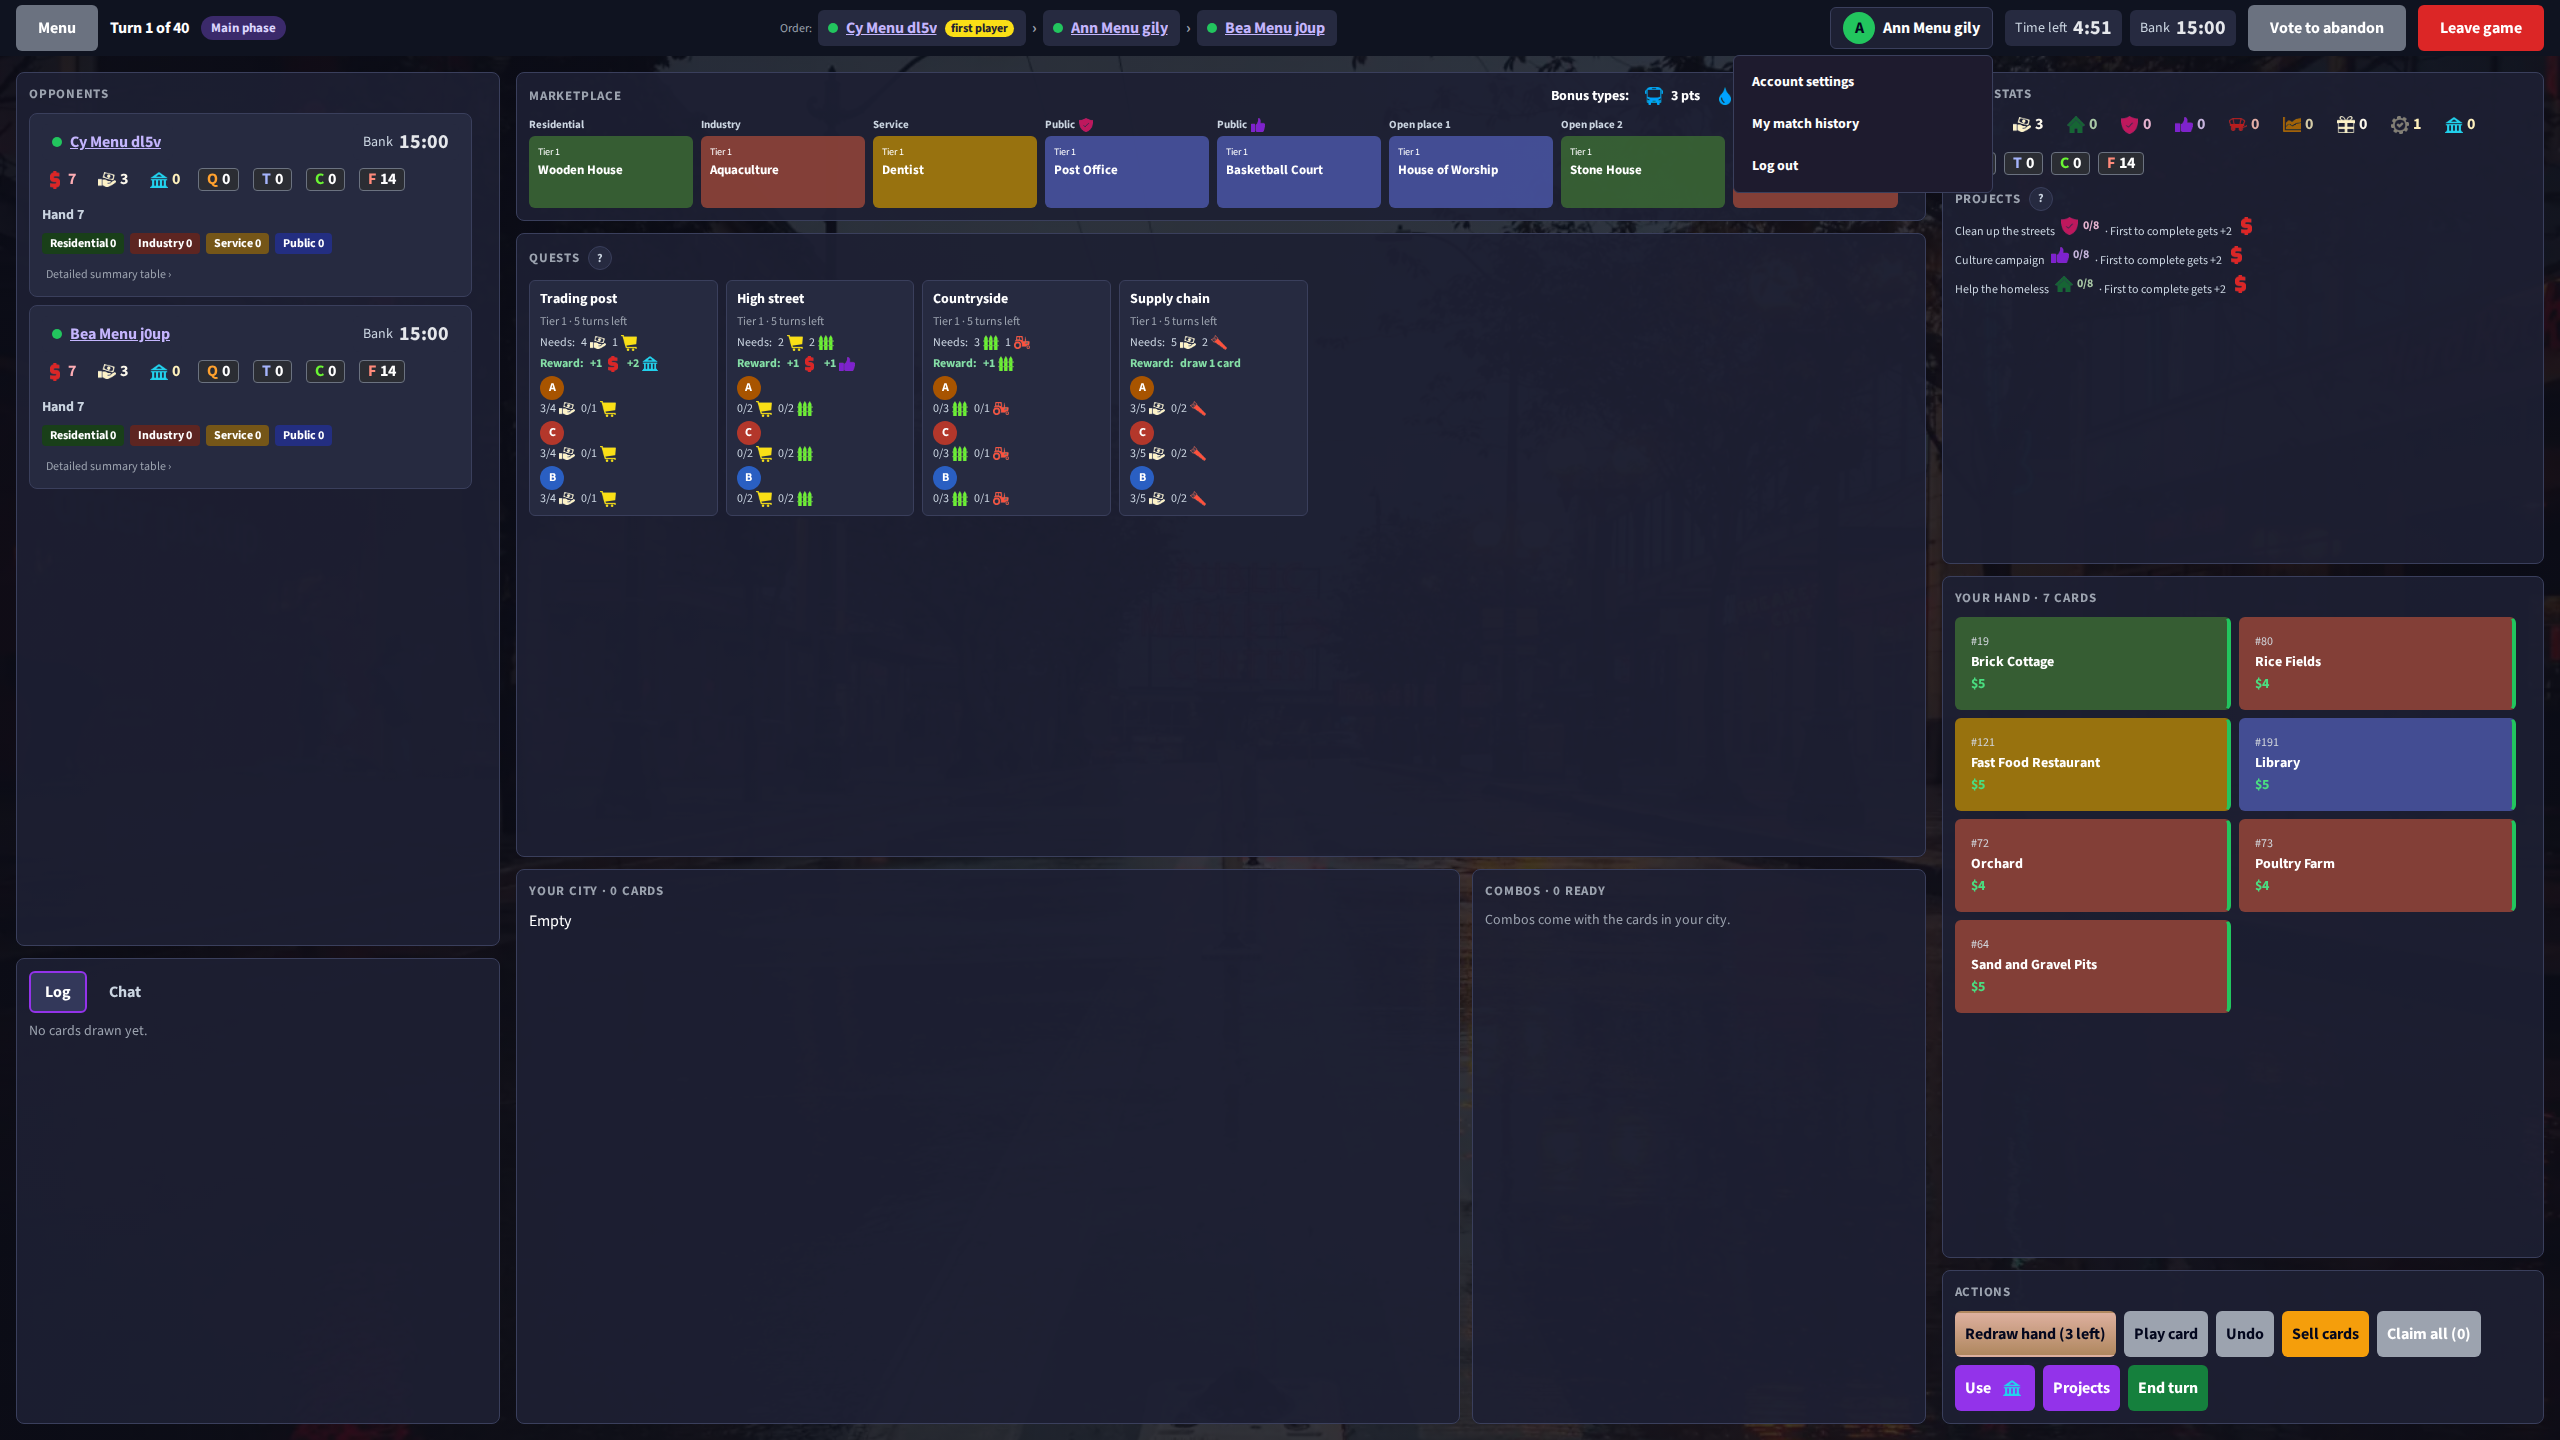 Menu Turn 1 of 40 Main phase Order: Cy Menu dl5v first player › Ann Menu gily › Bea Menu j0up A Ann Menu gily Time left 4:51 Bank 15:00 Vote to abandon Leave game
Account settings
My match history
Log out
OPPONENTS
Cy Menu dl5v Bank 15:00
7 3 0 Q 0 T 0 C 0 F 14
Hand 7
Residential 0 Industry 0 Service 0 Public 0
Detailed summary table ›
Bea Menu j0up Bank 15:00
7 3 0 Q 0 T 0 C 0 F 14
Hand 7
Residential 0 Industry 0 Service 0 Public 0
Detailed summary table ›
Log Chat
No cards drawn yet.
MARKETPLACE Bonus types: 3 pts
Residential Industry Service Public Public Open place 1 Open place 2
Tier 1 Tier 1 Tier 1 Tier 1 Tier 1 Tier 1 Tier 1
Wooden House Aquaculture Dentist Post Office Basketball Court House of Worship Stone House
QUESTS ?
Trading post
Tier 1 · 5 turns left
Needs: 4 1
Reward: +1 +2
A
3/4 0/1
C
3/4 0/1
B
3/4 0/1
High street
Tier 1 · 5 turns left
Needs: 2 2
Reward: +1 +1
A
0/2 0/2
C
0/2 0/2
B
0/2 0/2
Countryside
Tier 1 · 5 turns left
Needs: 3 1
Reward: +1
A
0/3 0/1
C
0/3 0/1
B
0/3 0/1
Supply chain
Tier 1 · 5 turns left
Needs: 5 2
Reward: draw 1 card
A
3/5 0/2
C
3/5 0/2
B
3/5 0/2
YOUR CITY · 0 CARDS
Empty
COMBOS · 0 READY
Combos come with the cards in your city.
STATS
3 0 0 0 0 0 0 1 0
T 0 C 0 F 14
PROJECTS ?
Clean up the streets 0/8 · First to complete gets +2
Culture campaign 0/8 · First to complete gets +2
Help the homeless 0/8 · First to complete gets +2
YOUR HAND · 7 CARDS
#19
Brick Cottage
$5
#80
Rice Fields
$4
#121
Fast Food Restaurant
$5
#191
Library
$5
#72
Orchard
$4
#73
Poultry Farm
$4
#64
Sand and Gravel Pits
$5
ACTIONS
Redraw hand (3 left) Play card Undo Sell cards Claim all (0)
Use Projects End turn